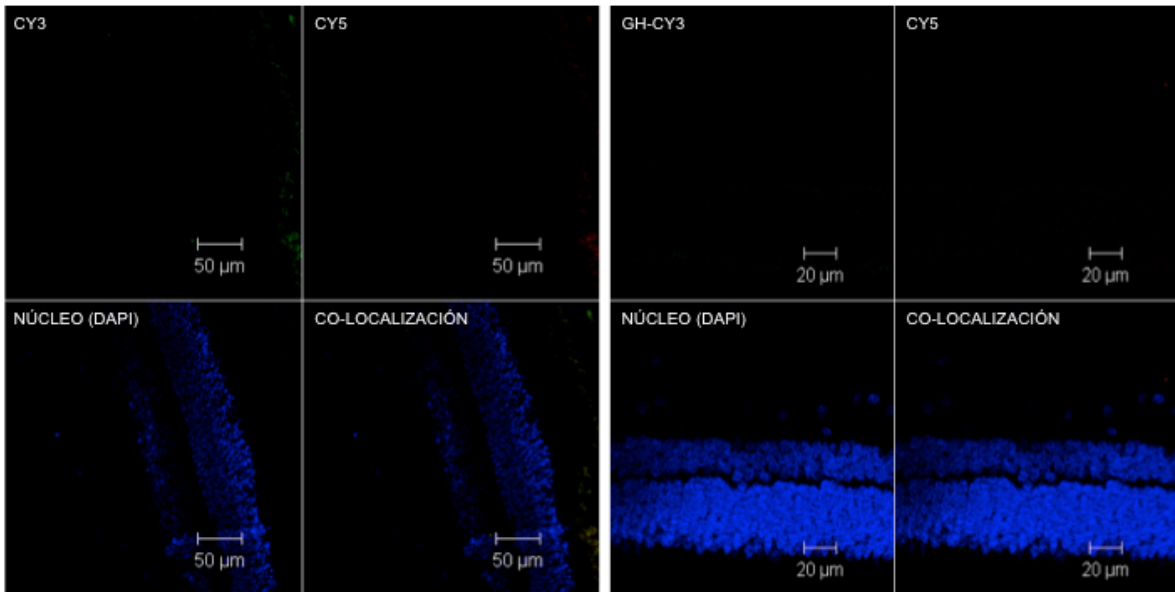 CY3
CY5
50 µm
50 µm
NÚCLEO (DAPI)
CO-LOCALIZACIÓN
50 µm
50 µm
GH-CY3
CY5
20 µm
20 µm
NÚCLEO (DAPI)
CO-LOCALIZACIÓN
20 µm
20 µm